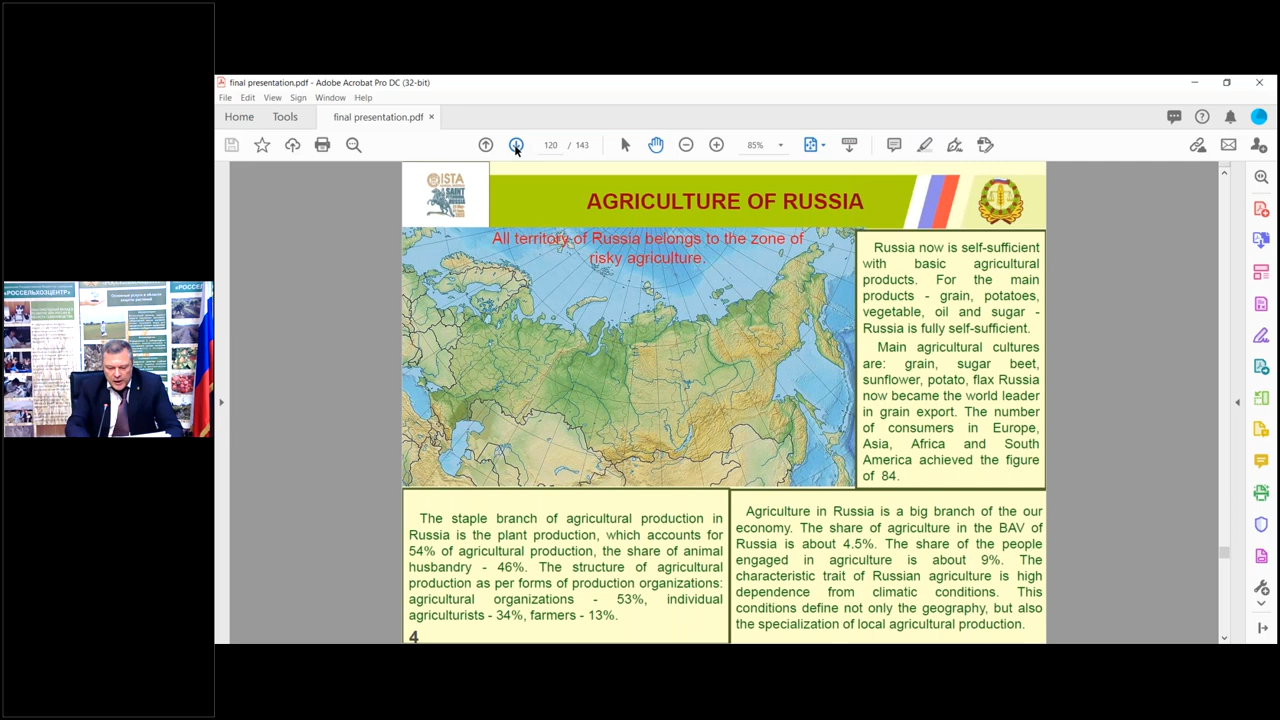 final presentation.pdf - Adobe Acrobat Pro DC (32-bit)
File Edit View Sign Window Help
Home Tools final presentation.pdf ×
120 / 143 85%
ISTA
SAINT
AGRICULTURE OF RUSSIA
All territory of Russia belongs to the zone of
risky agriculture.
Russia now is self-sufficient
with basic agricultural
products. For the main
products - grain, potatoes,
vegetable, oil and sugar -
Russia is fully self-sufficient.
Main agricultural cultures
are: grain, sugar beet,
sunflower, potato, flax Russia
now became the world leader
in grain export. The number
of consumers in Europe,
Asia, Africa and South
America achieved the figure
of 84.
The staple branch of agricultural production in
Russia is the plant production, which accounts for
54% of agricultural production, the share of animal
husbandry - 46%. The structure of agricultural
production as per forms of production organizations:
agricultural organizations - 53%, individual
agriculturists - 34%, farmers - 13%.
4
Agriculture in Russia is a big branch of the our
economy. The share of agriculture in the BAV of
Russia is about 4.5%. The share of the people
engaged in agriculture is about 9%. The
characteristic trait of Russian agriculture is high
dependence from climatic conditions. This
conditions define not only the geography, but also
the specialization of local agricultural production.
«РОССЕЛЬХОЗЦЕНТР»